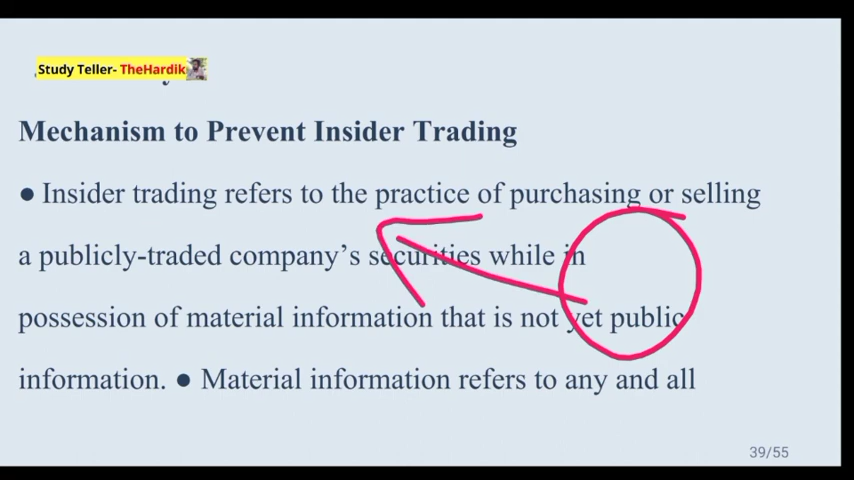 Study Teller- TheHardik
Mechanism to Prevent Insider Trading
● Insider trading refers to the practice of purchasing or selling
a publicly-traded company’s securities while in
possession of material information that is not yet public
information. ● Material information refers to any and all
39/55